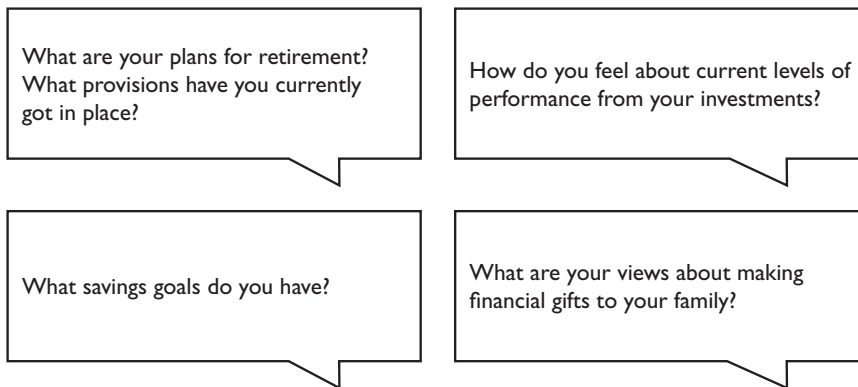 What are your plans for retirement?
What provisions have you currently
got in place?
How do you feel about current levels of
performance from your investments?
What savings goals do you have?
What are your views about making
financial gifts to your family?